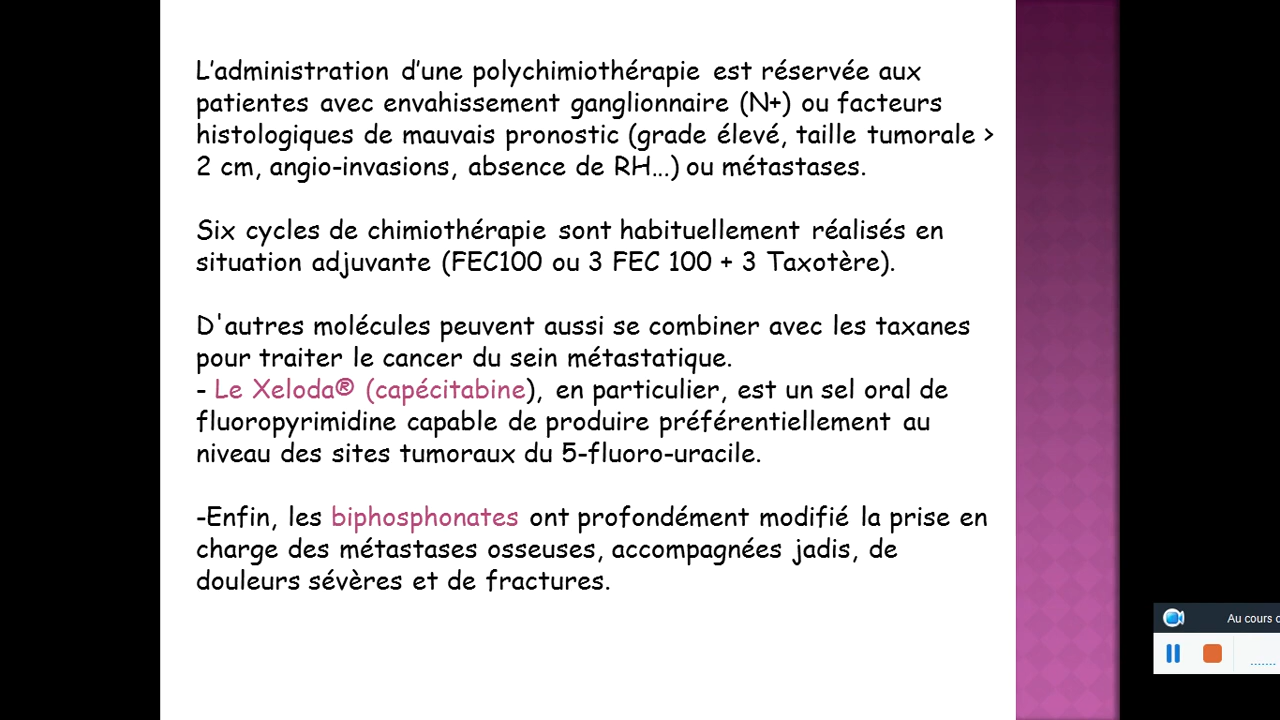 L'administration d'une polychimiothérapie est réservée aux
patientes avec envahissement ganglionnaire (N+) ou facteurs
histologiques de mauvais pronostic (grade élevé, taille tumorale >
2 cm, angio-invasions, absence de RH...) ou métastases.
Six cycles de chimiothérapie sont habituellement réalisés en
situation adjuvante (FEC100 ou 3 FEC 100 + 3 Taxotère).
D'autres molécules peuvent aussi se combiner avec les taxanes
pour traiter le cancer du sein métastatique.
- Le Xeloda® (capécitabine), en particulier, est un sel oral de
fluoropyrimidine capable de produire préférentiellement au
niveau des sites tumoraux du 5-fluoro-uracile.
-Enfin, les biphosphonates ont profondément modifié la prise en
charge des métastases osseuses, accompagnées jadis, de
douleurs sévères et de fractures.
Au cours